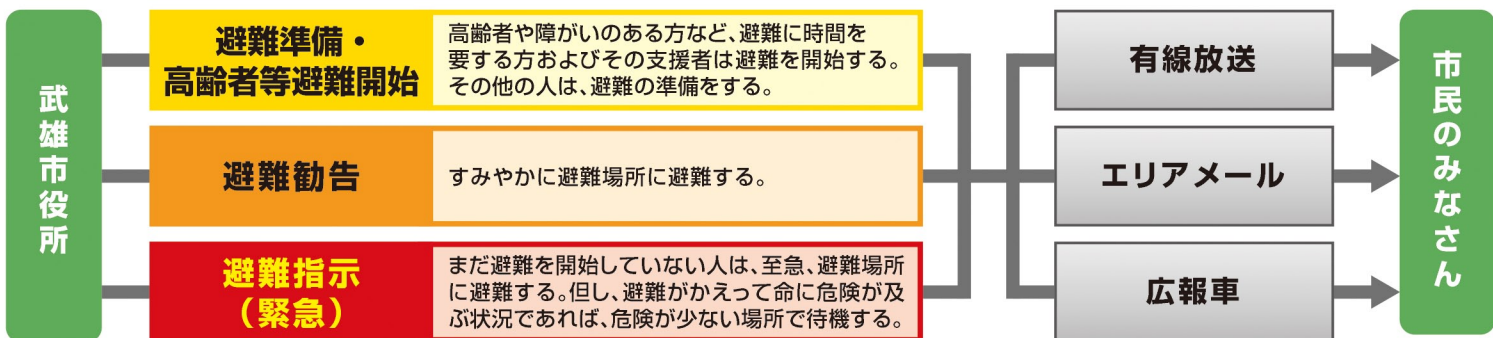 武雄市役所
避難準備・
高齢者等避難開始
高齢者や障がいのある方など、避難に時間を
要する方およびその支援者は避難を開始する。
その他の人は、避難の準備をする。
避難勧告
すみやかに避難場所に避難する。
避難指示
（緊急）
まだ避難を開始していない人は、至急、避難場所
に避難する。但し、避難がかえって命に危険が及
ぶ状況であれば、危険が少ない場所で待機する。
有線放送
エリアメール
広報車
市民のみなさん